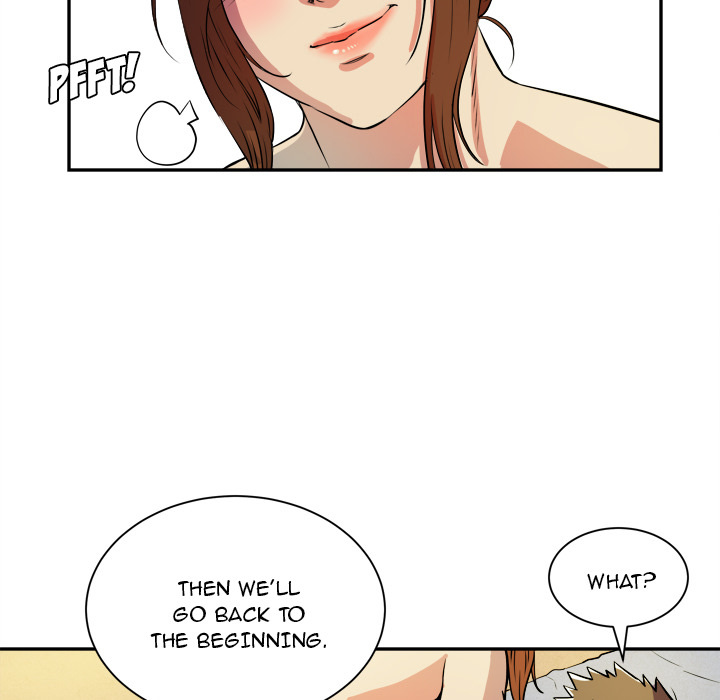 PFFT!
THEN WE'LL
GO BACK TO
THE BEGINNING.
WHAT?